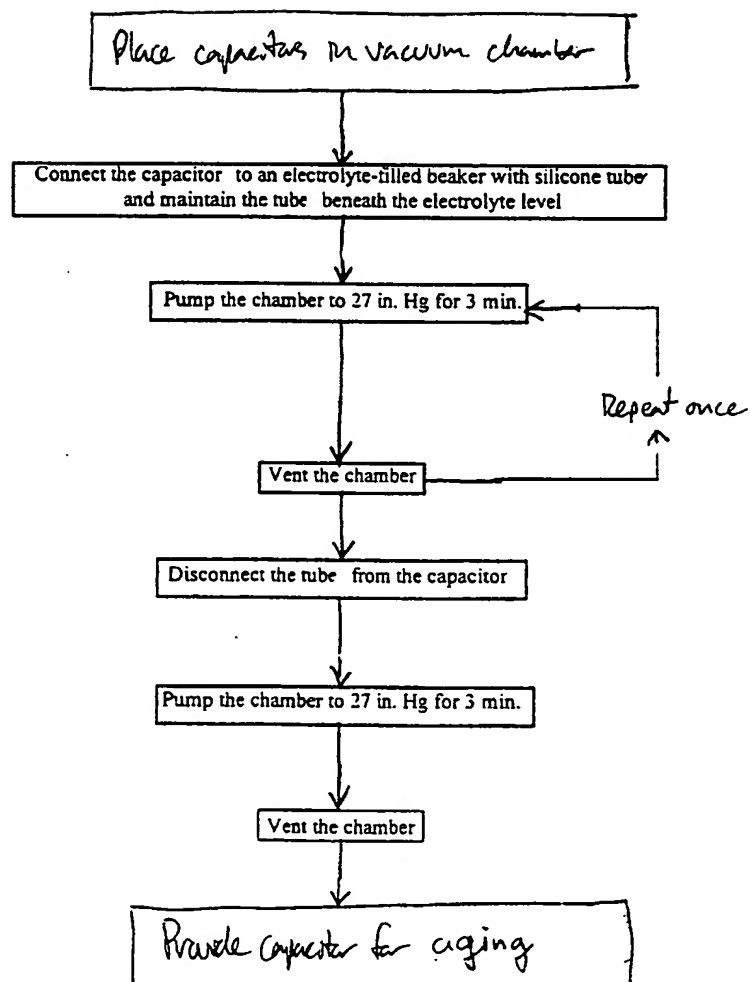 Place capacitors in vacuum chamber
Connect the capacitor to an electrolyte-filled beaker with silicone tube
and maintain the tube beneath the electrolyte level
Pump the chamber to 27 in. Hg for 3 min.
Repeat once
Vent the chamber
Disconnect the tube from the capacitor
Pump the chamber to 27 in. Hg for 3 min.
Vent the chamber
Provide capacitor for aging